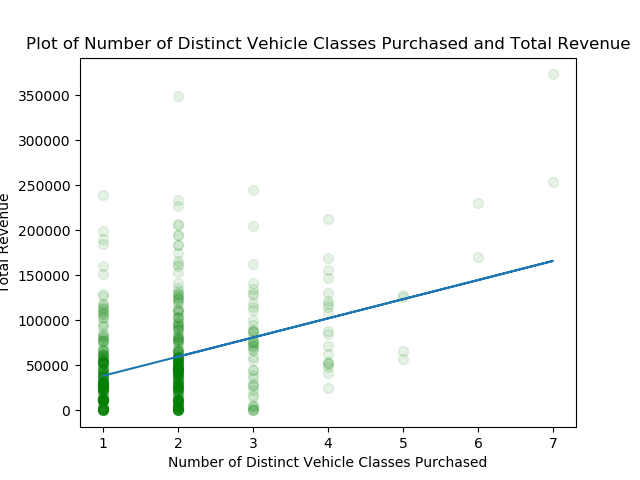 Plot of Number of Distinct Vehicle Classes Purchased and Total Revenue
350000
300000
250000
200000
150000
100000
50000
0
Total Revenue
1 2 3 4 5 6 7
Number of Distinct Vehicle Classes Purchased